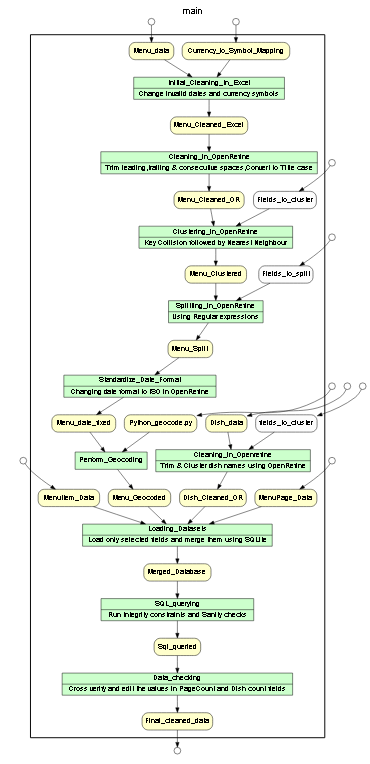 main
Menu_data
Currency_to_Symbol_Mapping
Initial_Cleaning_in_Excel
Change invalid dates and currency symbols
Menu_Cleaned_Excel
Cleaning_in_OpenRefine
Trim leading,trailing & consecutive spaces,Convert to Title case
Menu_Cleaned_OR
Fields_to_cluster
Clustering_in_OpenRefine
Key Collision followed by Nearest Neighbour
Menu_Clustered
Fields_to_split
Splitting_in_OpenRefine
Using Regular expressions
Menu_Split
Standardize_Date_Format
Changing date format to ISO in OpenRefine
Menu_date_fixed
Python_geocode.py
Dish_data
fields_to_cluster
Perform_Geocoding
Cleaning_in_Openrefine
Trim & Cluster dish names using OpenRefine
MenuItem_Data
Menu_Geocoded
Dish_Cleaned_OR
MenuPage_Data
Loading_Datasets
Load only selected fields and merge them using SQLite
Merged_Database
SQL_querying
Run integrity constraints and Sanity checks
Sql_queried
Data_checking
Cross verify and edit the values in PageCount and Dish count fields
Final_cleaned_data